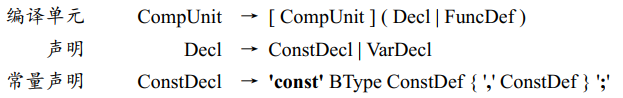 编译单元 CompUnit → [ CompUnit ] ( Decl | FuncDef )
声明 Decl → ConstDecl | VarDecl
常量声明 ConstDecl → 'const' BType ConstDef { ',' ConstDef } ';'